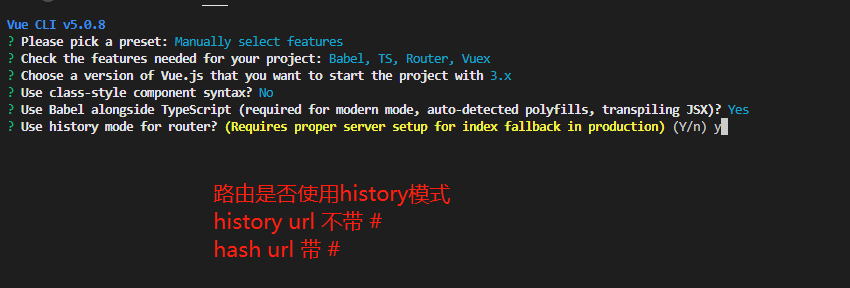 Vue CLI v5.0.8
? Please pick a preset: Manually select features
? Check the features needed for your project: Babel, TS, Router, Vuex
? Choose a version of Vue.js that you want to start the project with 3.x
? Use class-style component syntax? No
? Use Babel alongside TypeScript (required for modern mode, auto-detected polyfills, transpiling JSX)? Yes
? Use history mode for router? (Requires proper server setup for index fallback in production) (Y/n) y
路由是否使用history模式
history url 不带 #
hash url 带 #